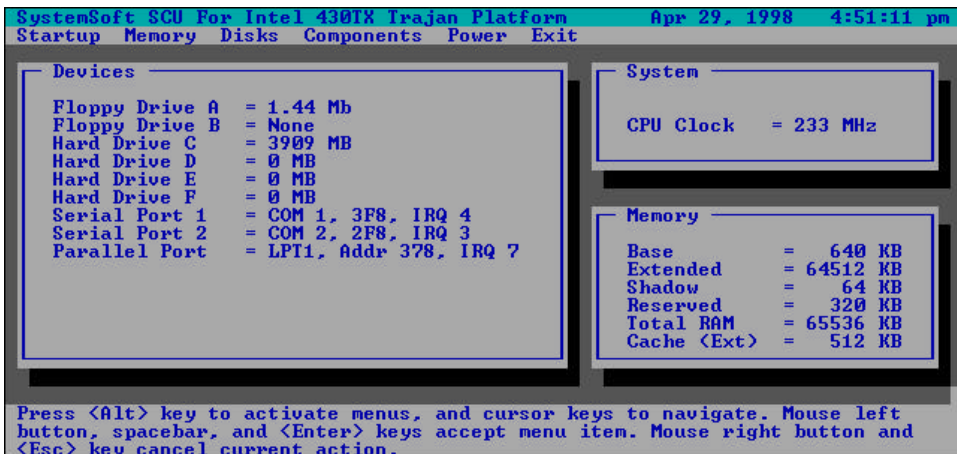 SystemSoft SCU For Intel 430TX Trajan Platform Apr 29, 1998 4:51:11 pm
Startup Memory Disks Components Power Exit
Devices
Floppy Drive A = 1.44 Mb
Floppy Drive B = None
Hard Drive C = 3909 MB
Hard Drive D = 0 MB
Hard Drive E = 0 MB
Hard Drive F = 0 MB
Serial Port 1 = COM 1, 3F8, IRQ 4
Serial Port 2 = COM 2, 2F8, IRQ 3
Parallel Port = LPT1, Addr 378, IRQ 7
System
CPU Clock = 233 MHz
Memory
Base = 640 KB
Extended = 64512 KB
Shadow = 64 KB
Reserved = 320 KB
Total RAM = 65536 KB
Cache <Ext> = 512 KB
Press <Alt> key to activate menus, and cursor keys to navigate. Mouse left
button, spacebar, and <Enter> keys accept menu item. Mouse right button and
<Esc> key cancel current action.